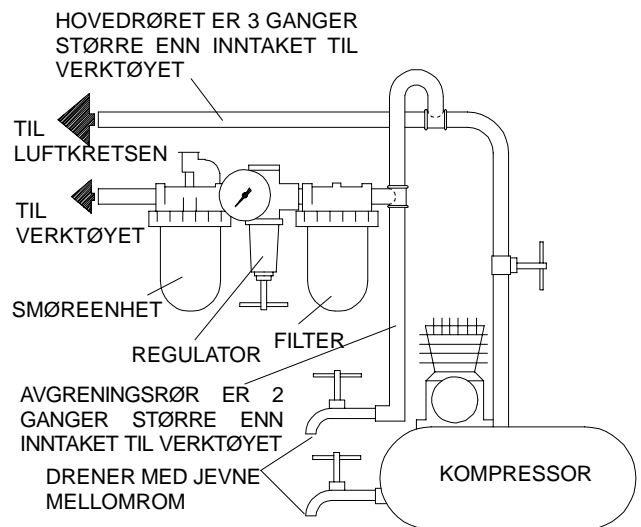 HOVEDRØRET ER 3 GANGER
STØRRE ENN INNTAKET TIL
VERKTØYET
TIL
LUFTKRETSEN
TIL
VERKTØYET
SMØREENHET
REGULATOR
FILTER
AVGRENINGSRØR ER 2
GANGER STØRRE ENN
INNTAKET TIL VERKTØYET
DRENER MED JEVNE
MELLOMROM
KOMPRESSOR